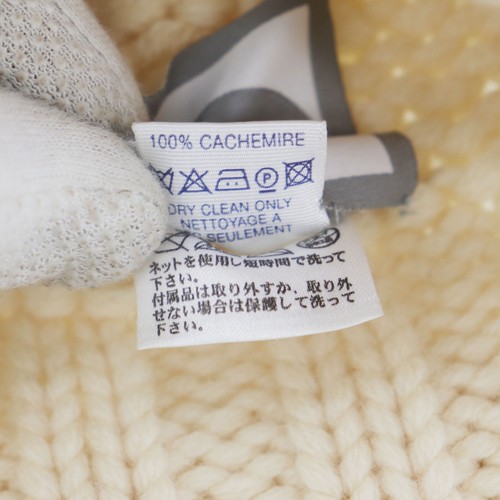 100% CACHEMIRE
DRY CLEAN ONLY
NETTOYAGE A
SEULEMENT
ネットを使用し短時間で洗って
下さい。
付属品は取り外すか、取り外
せない場合は保護して洗って
下さい。